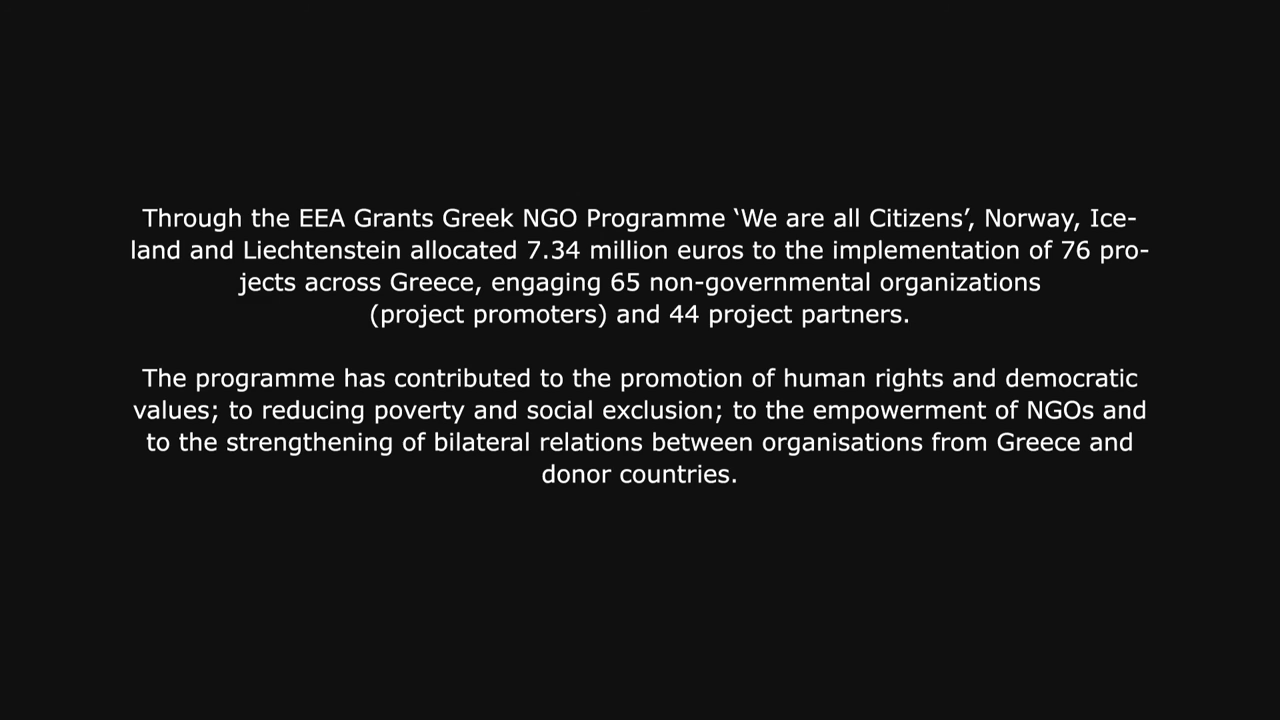 Through the EEA Grants Greek NGO Programme ‘We are all Citizens’, Norway, Ice-
land and Liechtenstein allocated 7.34 million euros to the implementation of 76 pro-
jects across Greece, engaging 65 non-governmental organizations
(project promoters) and 44 project partners.
The programme has contributed to the promotion of human rights and democratic
values; to reducing poverty and social exclusion; to the empowerment of NGOs and
to the strengthening of bilateral relations between organisations from Greece and
donor countries.